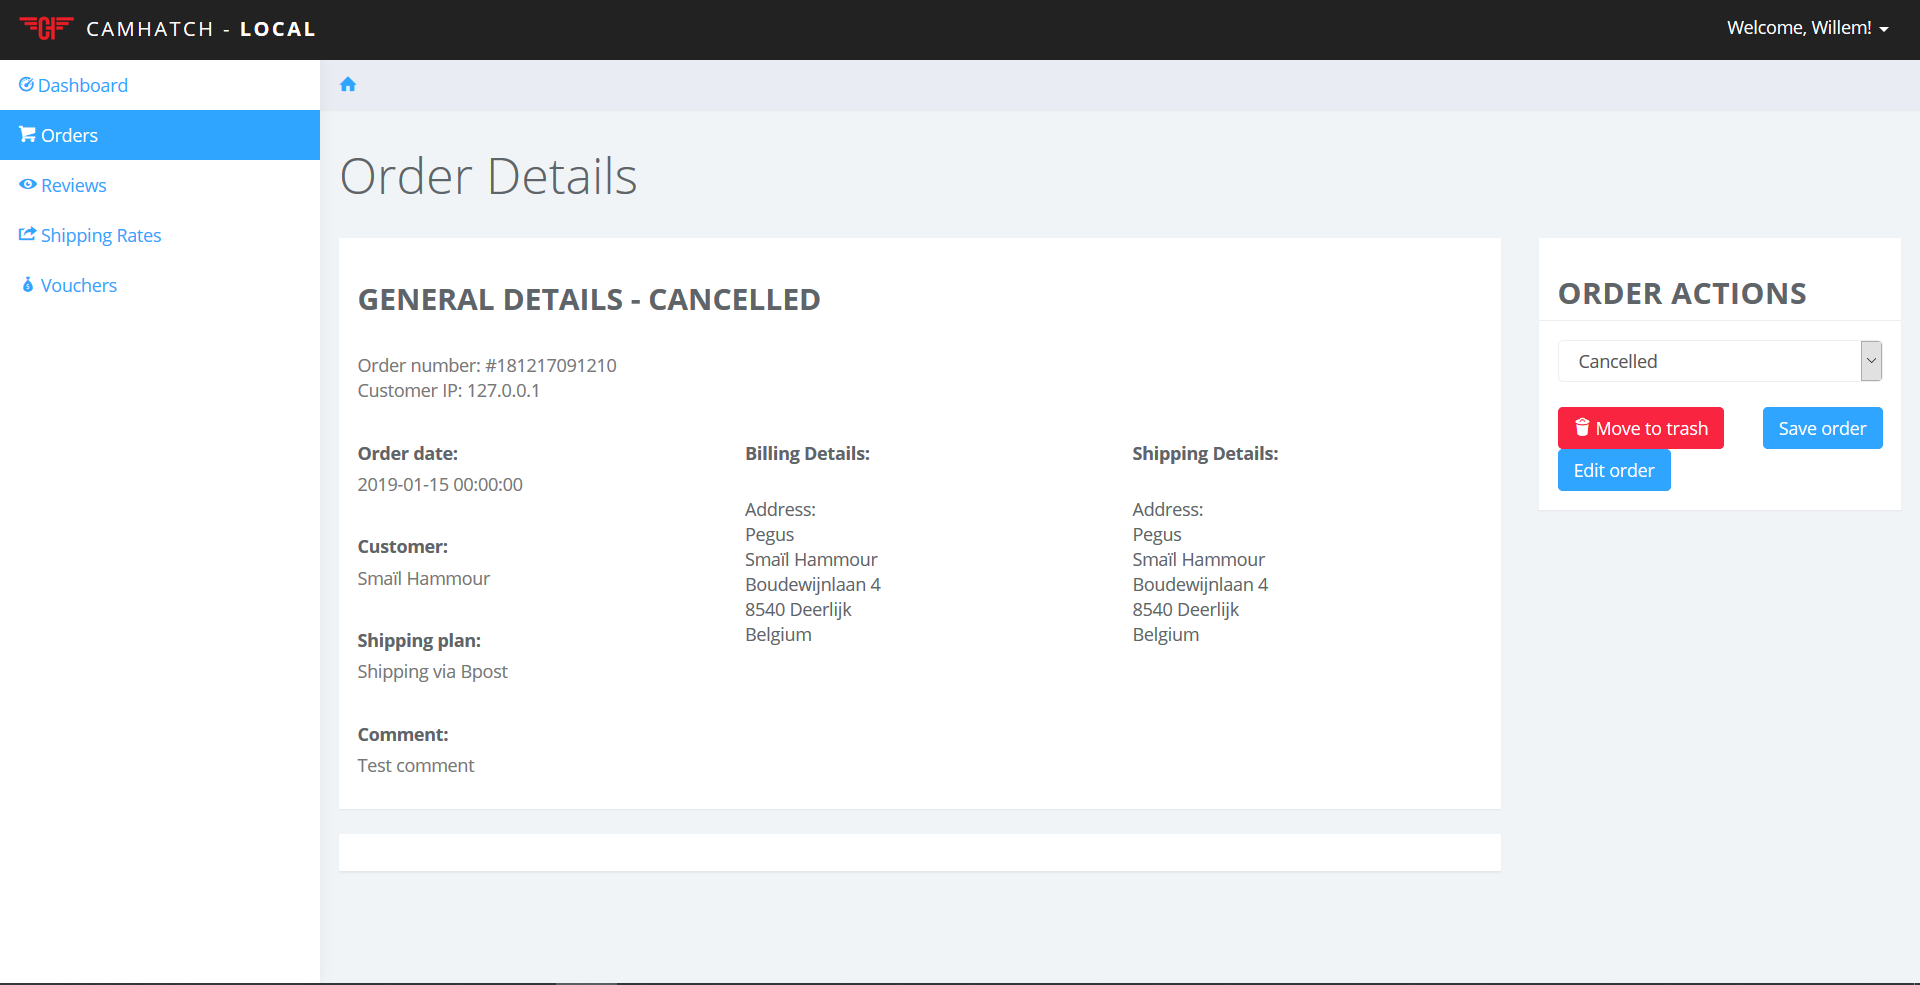 CAMHATCH - LOCAL
Welcome, Willem!
Dashboard
Orders
Reviews
Shipping Rates
Vouchers
Order Details
GENERAL DETAILS - CANCELLED
Order number: #181217091210
Customer IP: 127.0.0.1
Order date:
2019-01-15 00:00:00
Customer:
Smaïl Hammour
Shipping plan:
Shipping via Bpost
Comment:
Test comment
Billing Details:
Address:
Pegus
Smaïl Hammour
Boudewijnlaan 4
8540 Deerlijk
Belgium
Shipping Details:
Address:
Pegus
Smaïl Hammour
Boudewijnlaan 4
8540 Deerlijk
Belgium
ORDER ACTIONS
Cancelled
Move to trash
Save order
Edit order